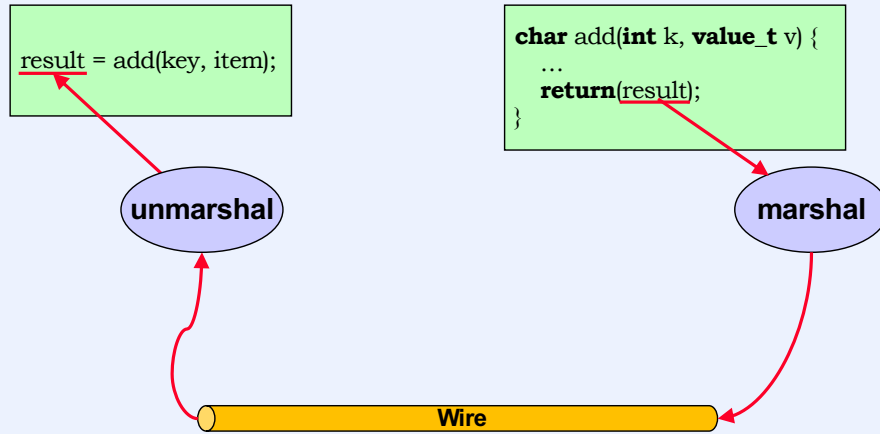 result = add(key, item);
char add(int k, value_t v) {
…
return(result);
}
unmarshal
marshal
Wire